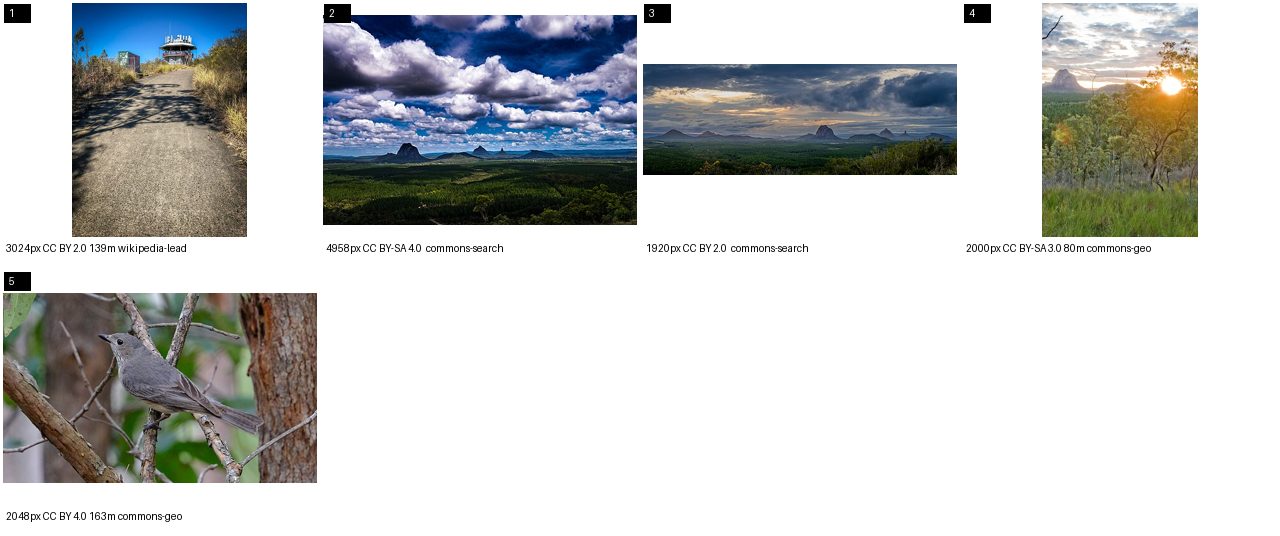 1
2
3
4
3024px CC BY 2.0 139m wikipedia-lead
4958px CC BY-SA 4.0 commons-search
1920px CC BY 2.0 commons-search
2000px CC BY-SA 3.0 80m commons-geo
5
2048px CC BY 4.0 163m commons-geo